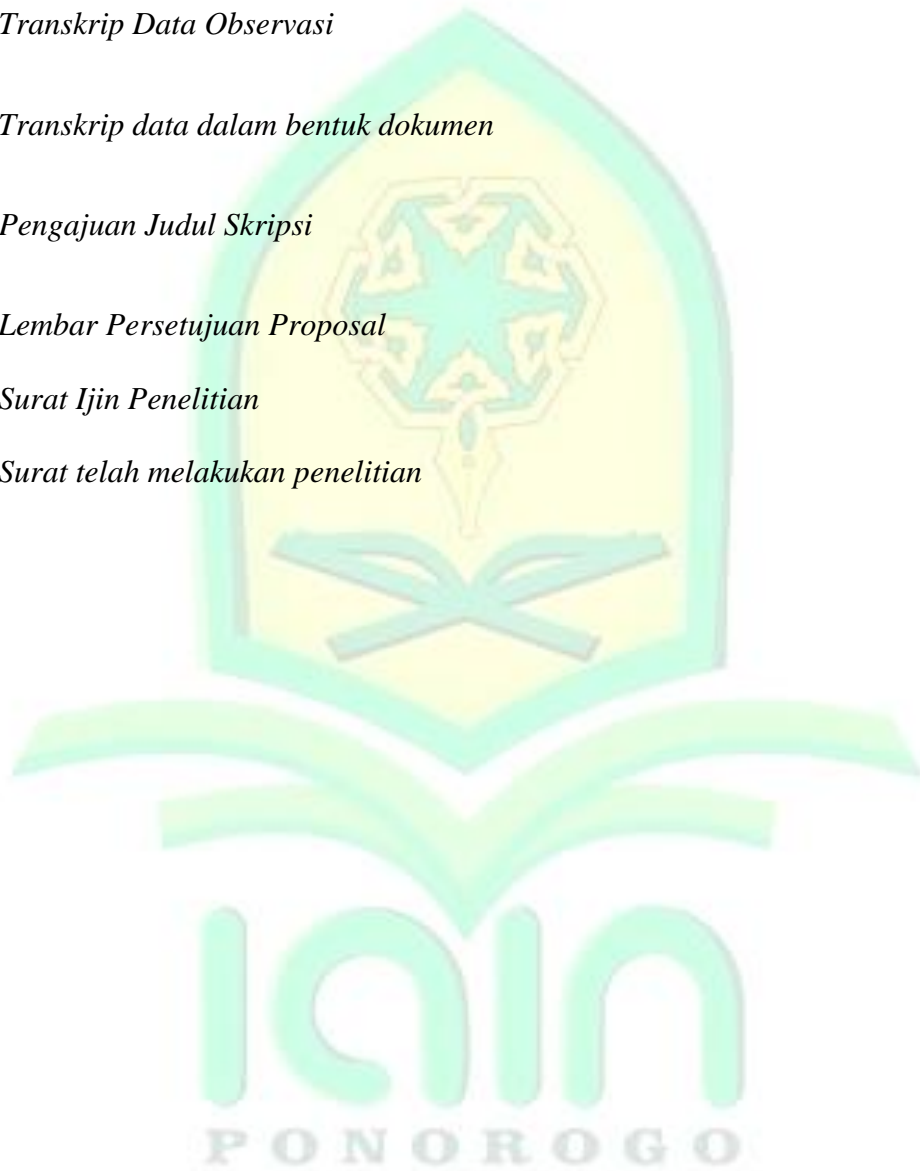 Transkrip Data Observasi
Transkrip data dalam bentuk dokumen
Pengajuan Judul Skripsi
Lembar Persetujuan Proposal
Surat Ijin Penelitian
Surat telah melakukan penelitian
iain
PONOROGO